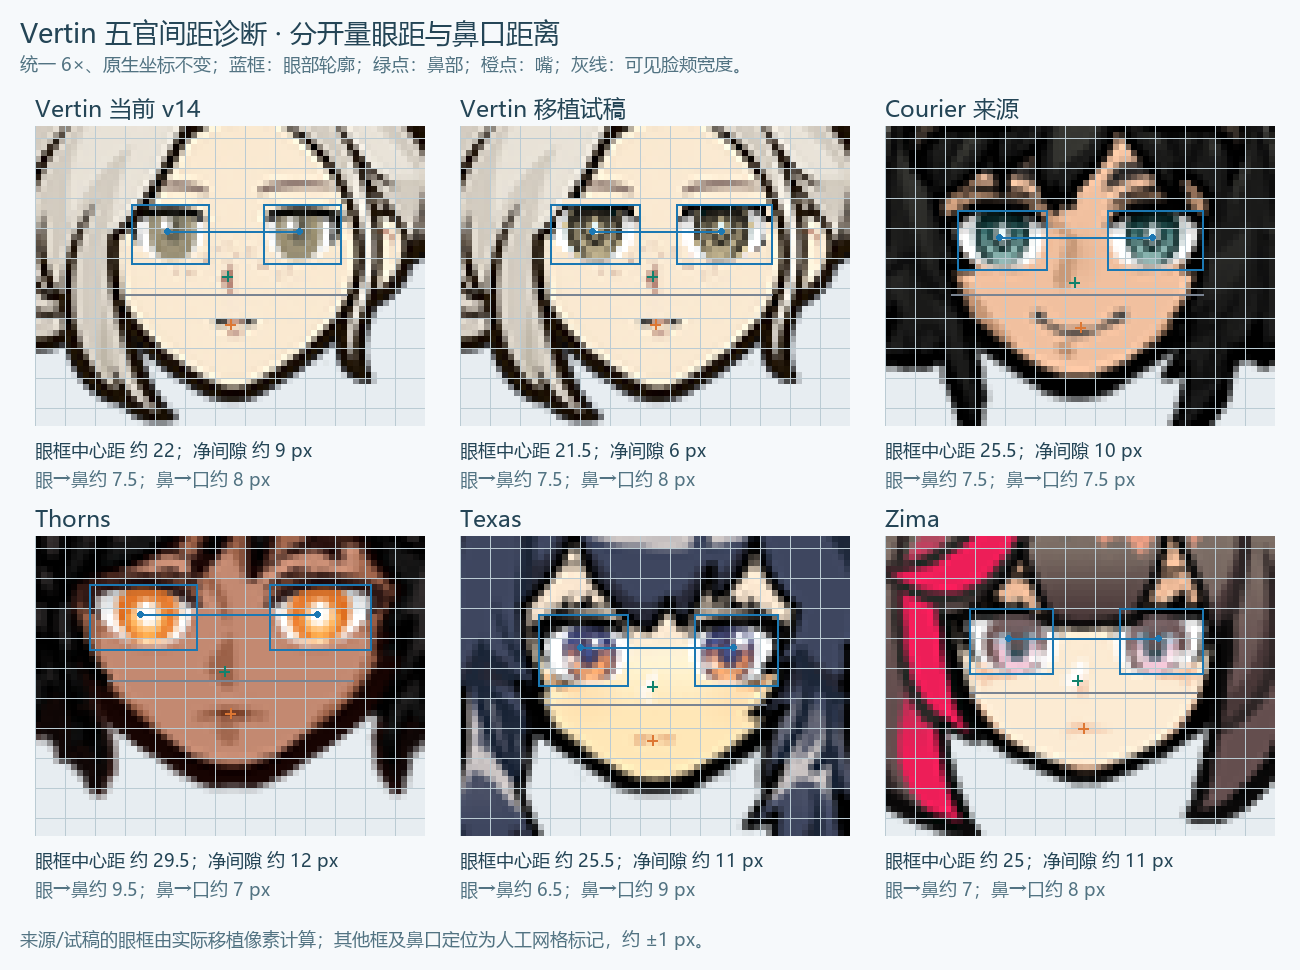 Vertin 五官间距诊断 · 分开量眼距与鼻口距离
统一 6×、原生坐标不变；蓝框：眼部轮廓；绿点：鼻部；橙点：嘴；灰线：可见脸颊宽度。
Vertin 当前 v14
Vertin 移植试稿
Courier 来源
眼框中心距 约 22；净间隙 约 9 px
眼→鼻约 7.5；鼻→口约 8 px
眼框中心距 21.5；净间隙 6 px
眼→鼻约 7.5；鼻→口约 8 px
眼框中心距 25.5；净间隙 10 px
眼→鼻约 7.5；鼻→口约 7.5 px
Thorns
Texas
Zima
眼框中心距 约 29.5；净间隙 约 12 px
眼→鼻约 9.5；鼻→口约 7 px
眼框中心距 约 25.5；净间隙 约 11 px
眼→鼻约 6.5；鼻→口约 9 px
眼框中心距 约 25；净间隙 约 11 px
眼→鼻约 7；鼻→口约 8 px
来源/试稿的眼框由实际移植像素计算；其他框及鼻口定位为人工网格标记，约 ±1 px。